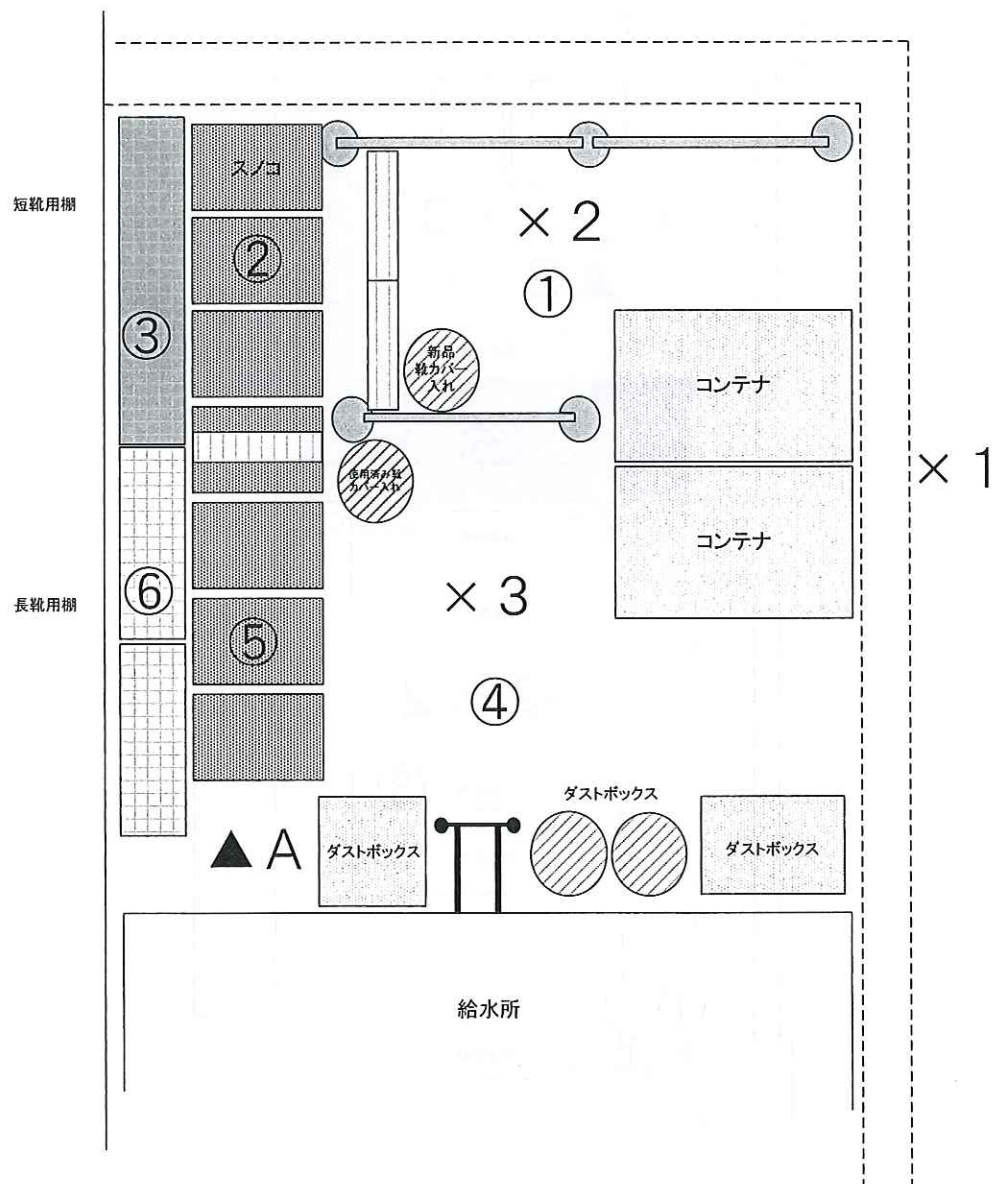 スノコ
短靴用棚
× 2
②
①
③
新品
靴カバー
入れ
コンテナ
使用済み靴
カバー入れ
× 1
コンテナ
⑥
長靴用棚
× 3
⑤
④
ダストボックス
▲ A
ダストボックス
ダストボックス
給水所